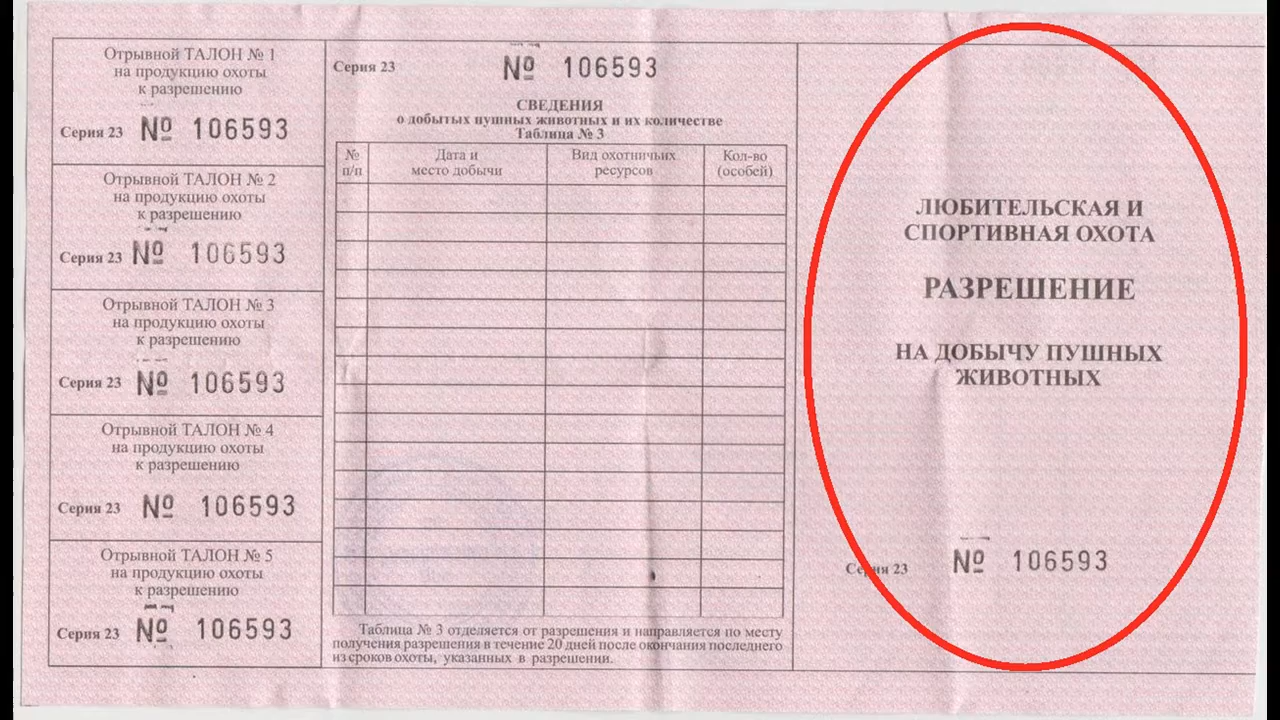 Отрывной ТАЛОН № 1
на продукцию охоты
к разрешению
Серия 23 № 106593
Отрывной ТАЛОН № 2
на продукцию охоты
к разрешению
Серия 23 № 106593
Отрывной ТАЛОН № 3
на продукцию охоты
к разрешению
Серия 23 № 106593
Отрывной ТАЛОН № 4
на продукцию охоты
к разрешению
Серия 23 № 106593
Отрывной ТАЛОН № 5
на продукцию охоты
к разрешению
Серия 23 № 106593
Серия 23 № 106593
СВЕДЕНИЯ
о добытых пушных животных и их количестве
Таблица № 3
№ п/п
Дата и
место добычи
Вид охотничьих
ресурсов
Кол-во
(особей)
Таблица № 3 отделяется от разрешения и направляется по месту
получения разрешения в течение 20 дней после окончания последнего
из сроков охоты, указанных в разрешении.
ЛЮБИТЕЛЬСКАЯ И
СПОРТИВНАЯ ОХОТА
РАЗРЕШЕНИЕ
НА ДОБЫЧУ ПУШНЫХ
ЖИВОТНЫХ
Серия 23 № 106593